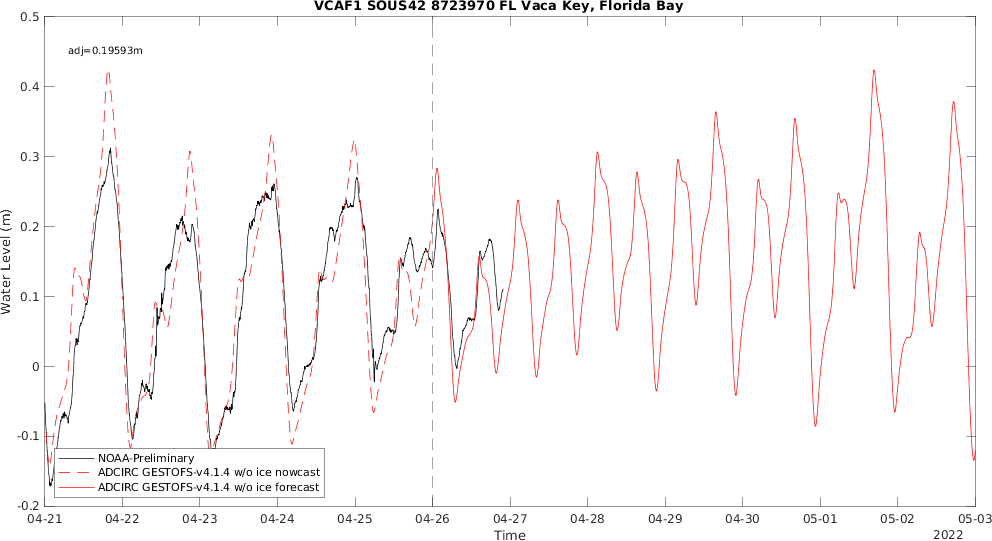 VCAF1 SOUS42 8723970 FL Vaca Key, Florida Bay
0.5
adj=0.19593m
0.4
0.3
0.2
0.1
0
-0.1
-0.2
Water Level (m)
NOAA-Preliminary
ADCIRC GESTOFS-v4.1.4 w/o ice nowcast
ADCIRC GESTOFS-v4.1.4 w/o ice forecast
04-21 04-22 04-23 04-24 04-25 04-26 04-27 04-28 04-29 04-30 05-01 05-02 05-03
Time
2022